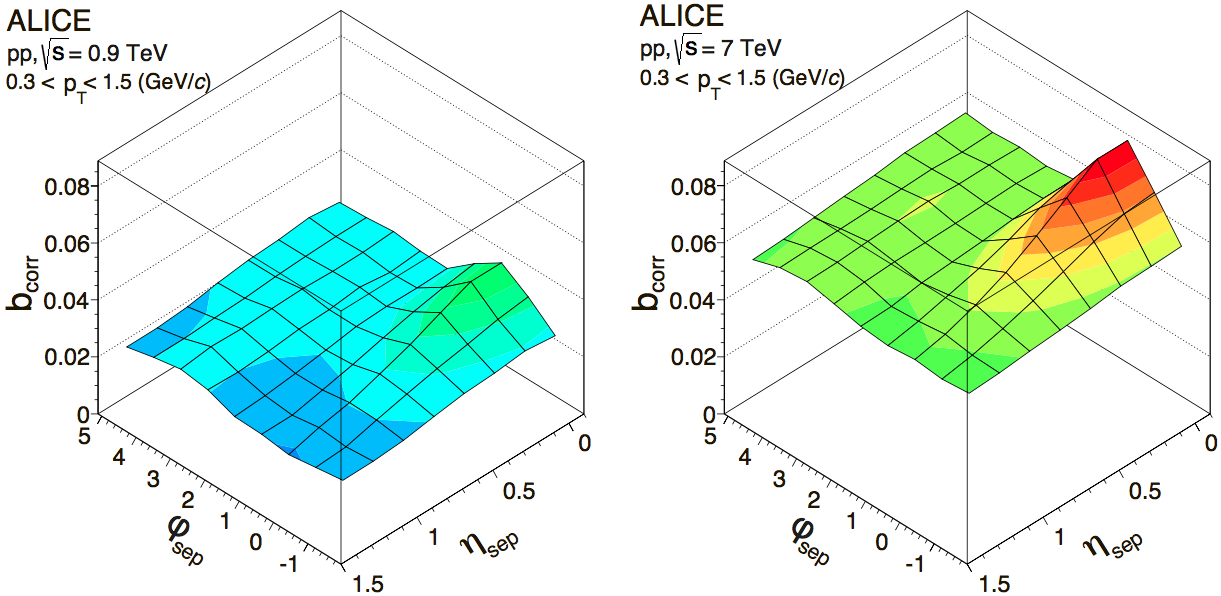 ALICE
pp, √s = 0.9 TeV
0.3 < pT < 1.5 (GeV/c)
bcorr
0.08
0.06
0.04
0.02
0
5
4
3
2
1
0
-1
φsep
0
0.5
1
1.5
ηsep
ALICE
pp, √s = 7 TeV
0.3 < pT < 1.5 (GeV/c)
bcorr
0.08
0.06
0.04
0.02
0
5
4
3
2
1
0
-1
φsep
0
0.5
1
1.5
ηsep